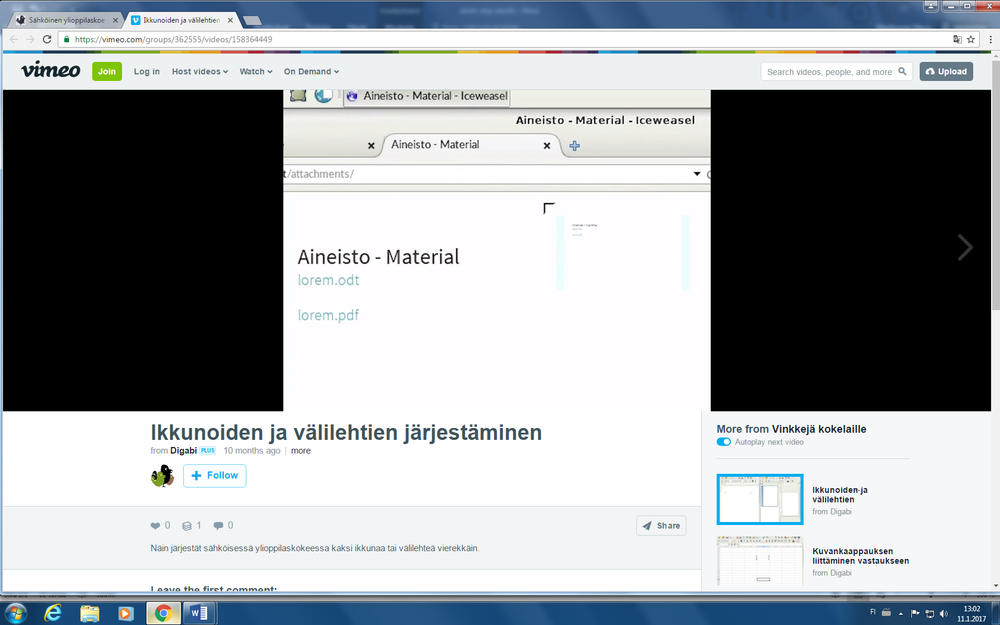 Sähköinen ylioppilaskoe
Ikkunoiden ja välilehtien
https://vimeo.com/groups/362555/videos/158364449
vimeo
Join
Log in
Host videos
Watch
On Demand
Search videos, people, and more
Upload
Aineisto - Material - Iceweasel
Aineisto - Material - Iceweasel
Aineisto - Material
t/attachments/
Aineisto - Material
lorem.odt
lorem.pdf
Ikkunoiden ja välilehtien järjestäminen
from Digabi PLUS 10 months ago | more
Follow
0 1 0
Share
Näin järjestät sähköisessä ylioppilaskokeessa kaksi ikkunaa tai välilehteä vierekkäin.
Leave the first comment:
More from Vinkkejä kokelaille
Autoplay next video
Ikkunoiden ja
välilehtien
from Digabi
Kuvankaappauksen
liittäminen vastaukseen
from Digabi
W
FI
13:02
11.1.2017